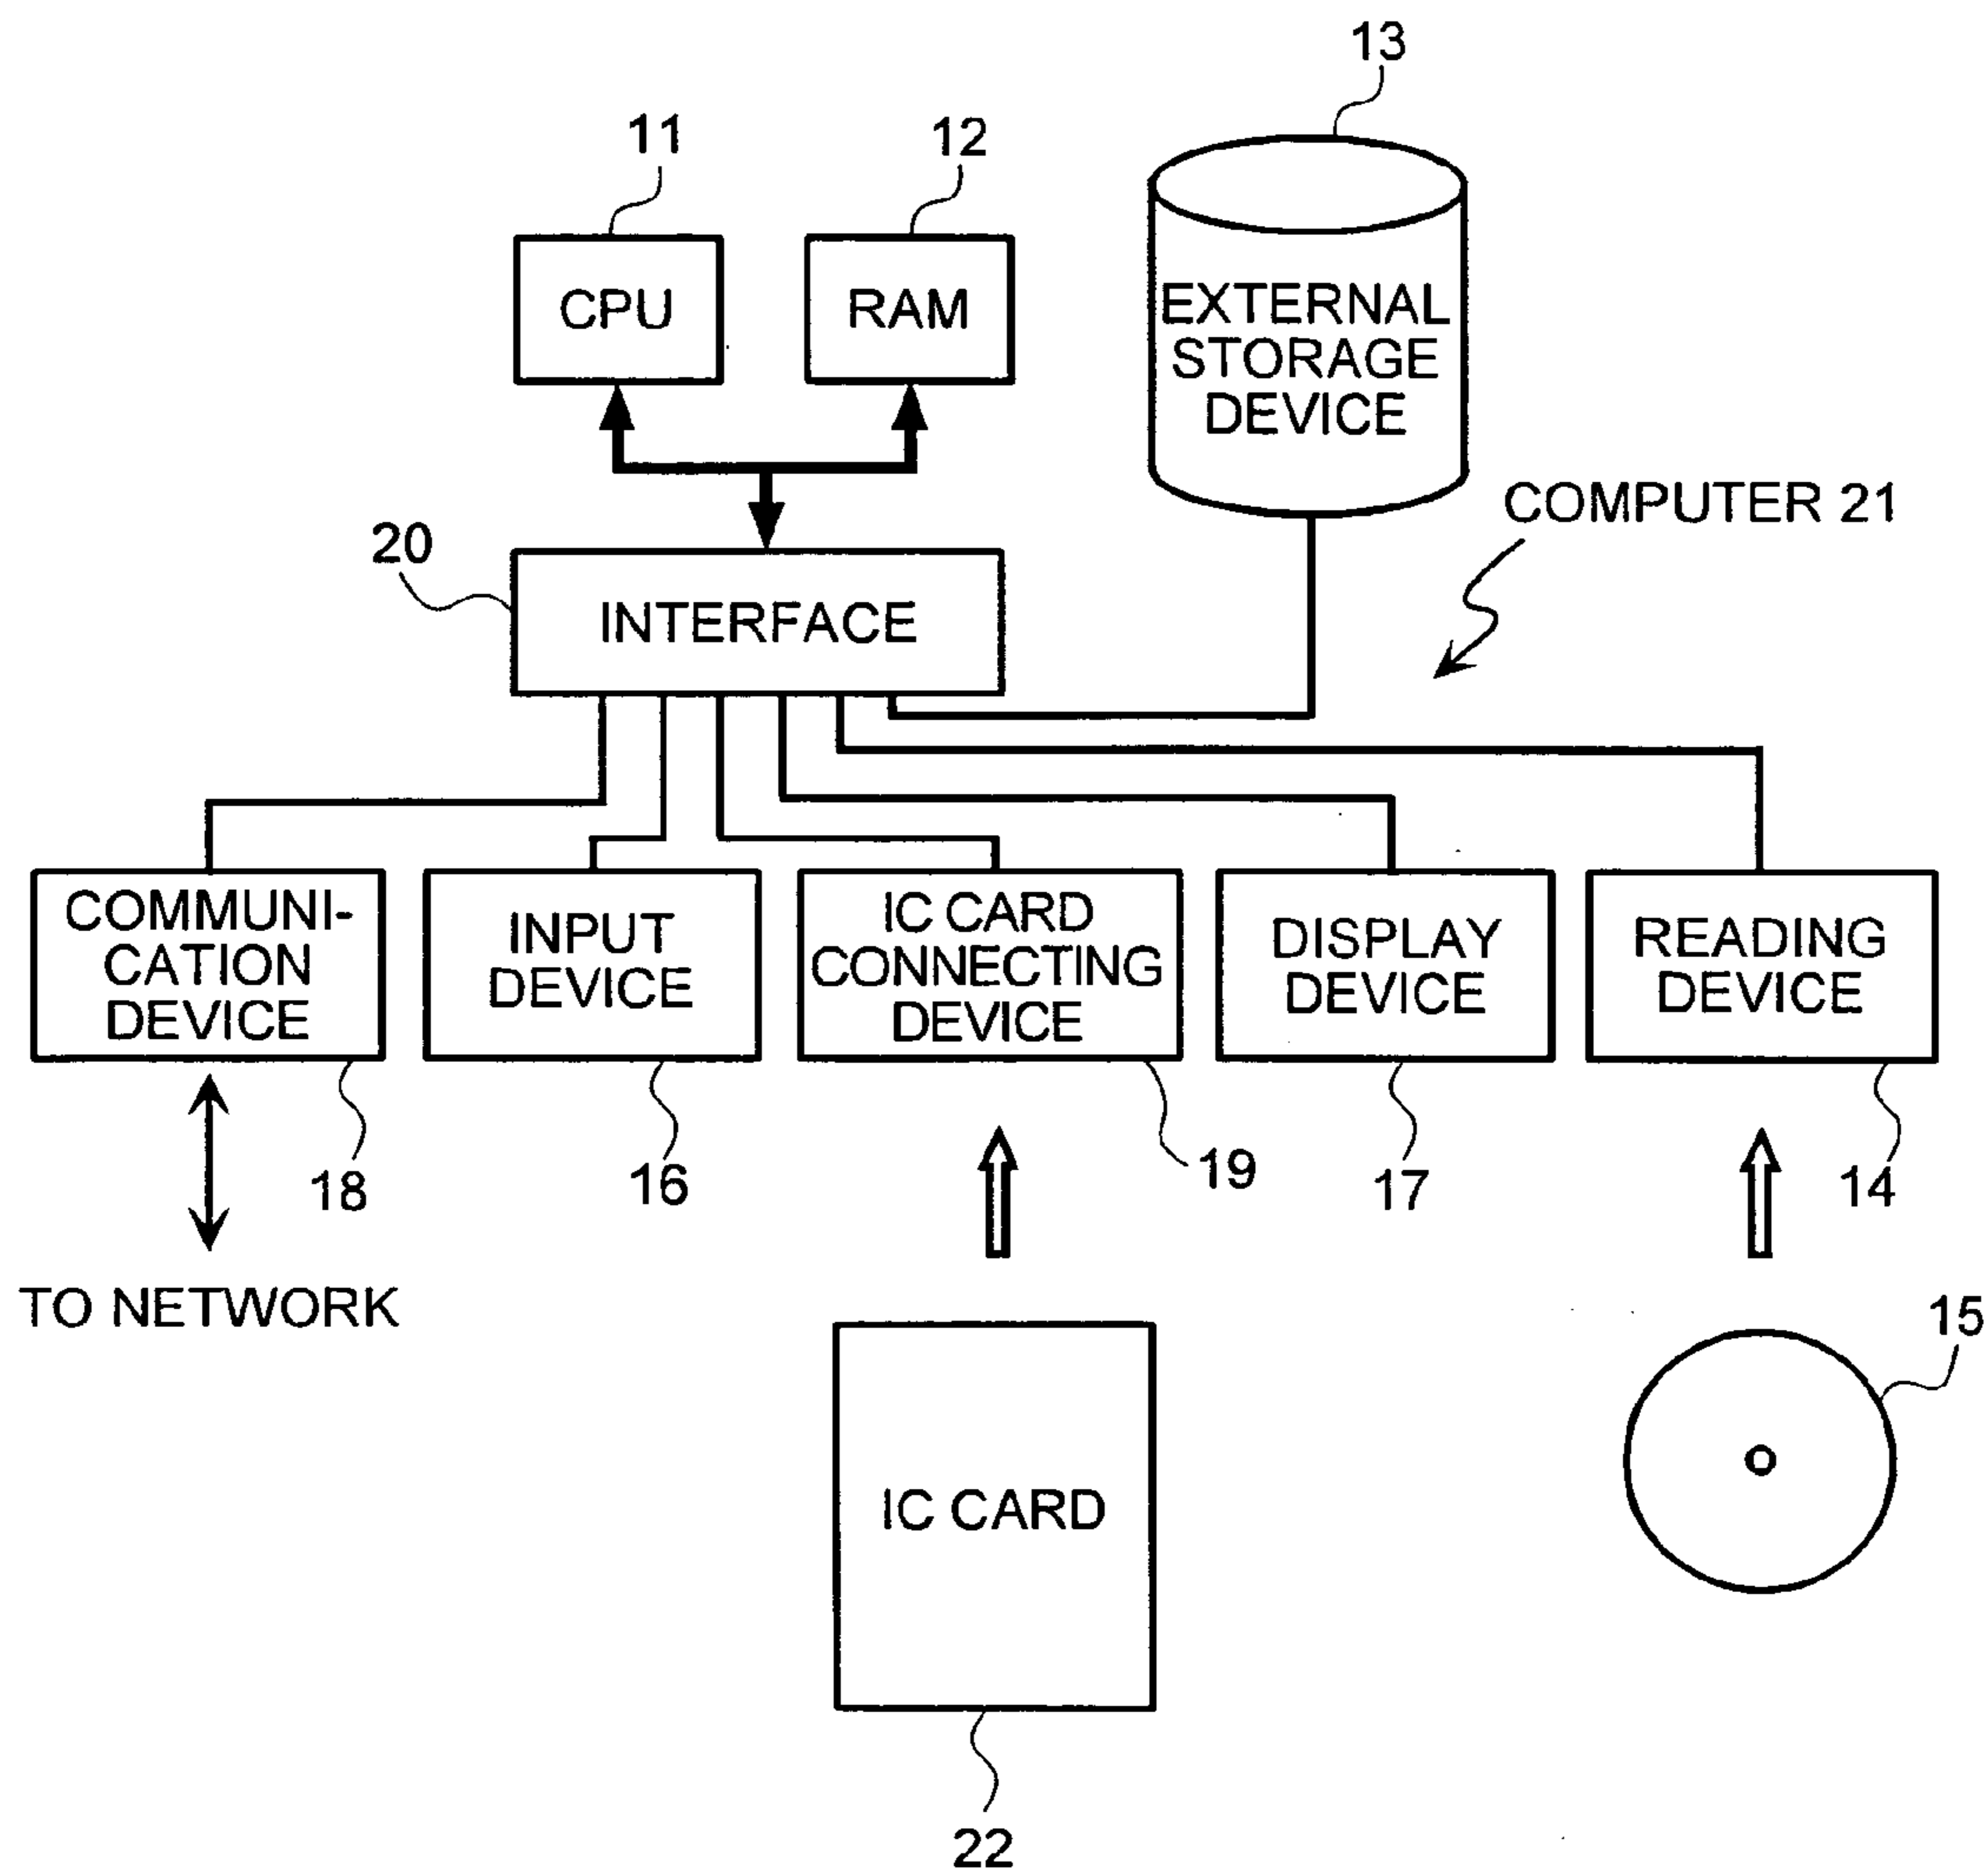 13
11
12
CPU
RAM
EXTERNAL
STORAGE
DEVICE
COMPUTER 21
20
INTERFACE
COMMUNI-
CATION
DEVICE
INPUT
DEVICE
IC CARD
CONNECTING
DEVICE
DISPLAY
DEVICE
READING
DEVICE
18
16
19
17
14
TO NETWORK
15
IC CARD
22